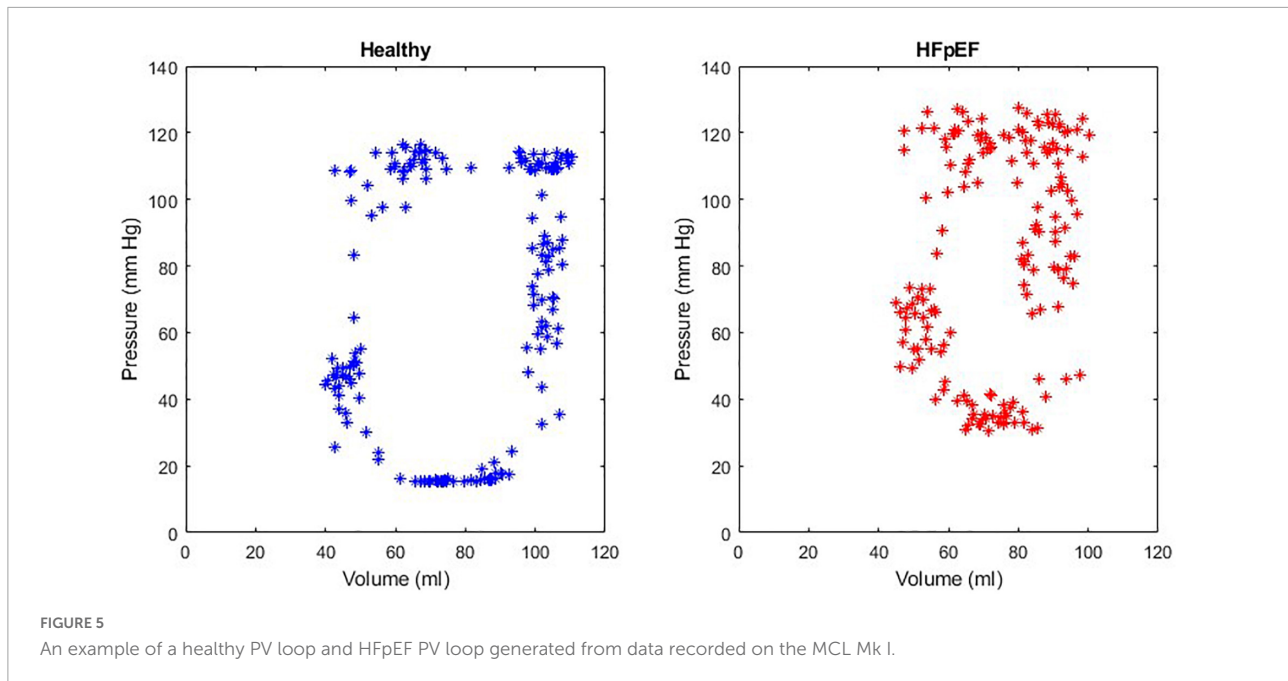 Healthy
140
120
100
80
60
40
20
0
Pressure (mm Hg)
0 20 40 60 80 100 120
Volume (ml)
HFpEF
140
120
100
80
60
40
20
0
Pressure (mm Hg)
0 20 40 60 80 100 120
Volume (ml)
FIGURE 5
An example of a healthy PV loop and HFpEF PV loop generated from data recorded on the MCL Mk I.